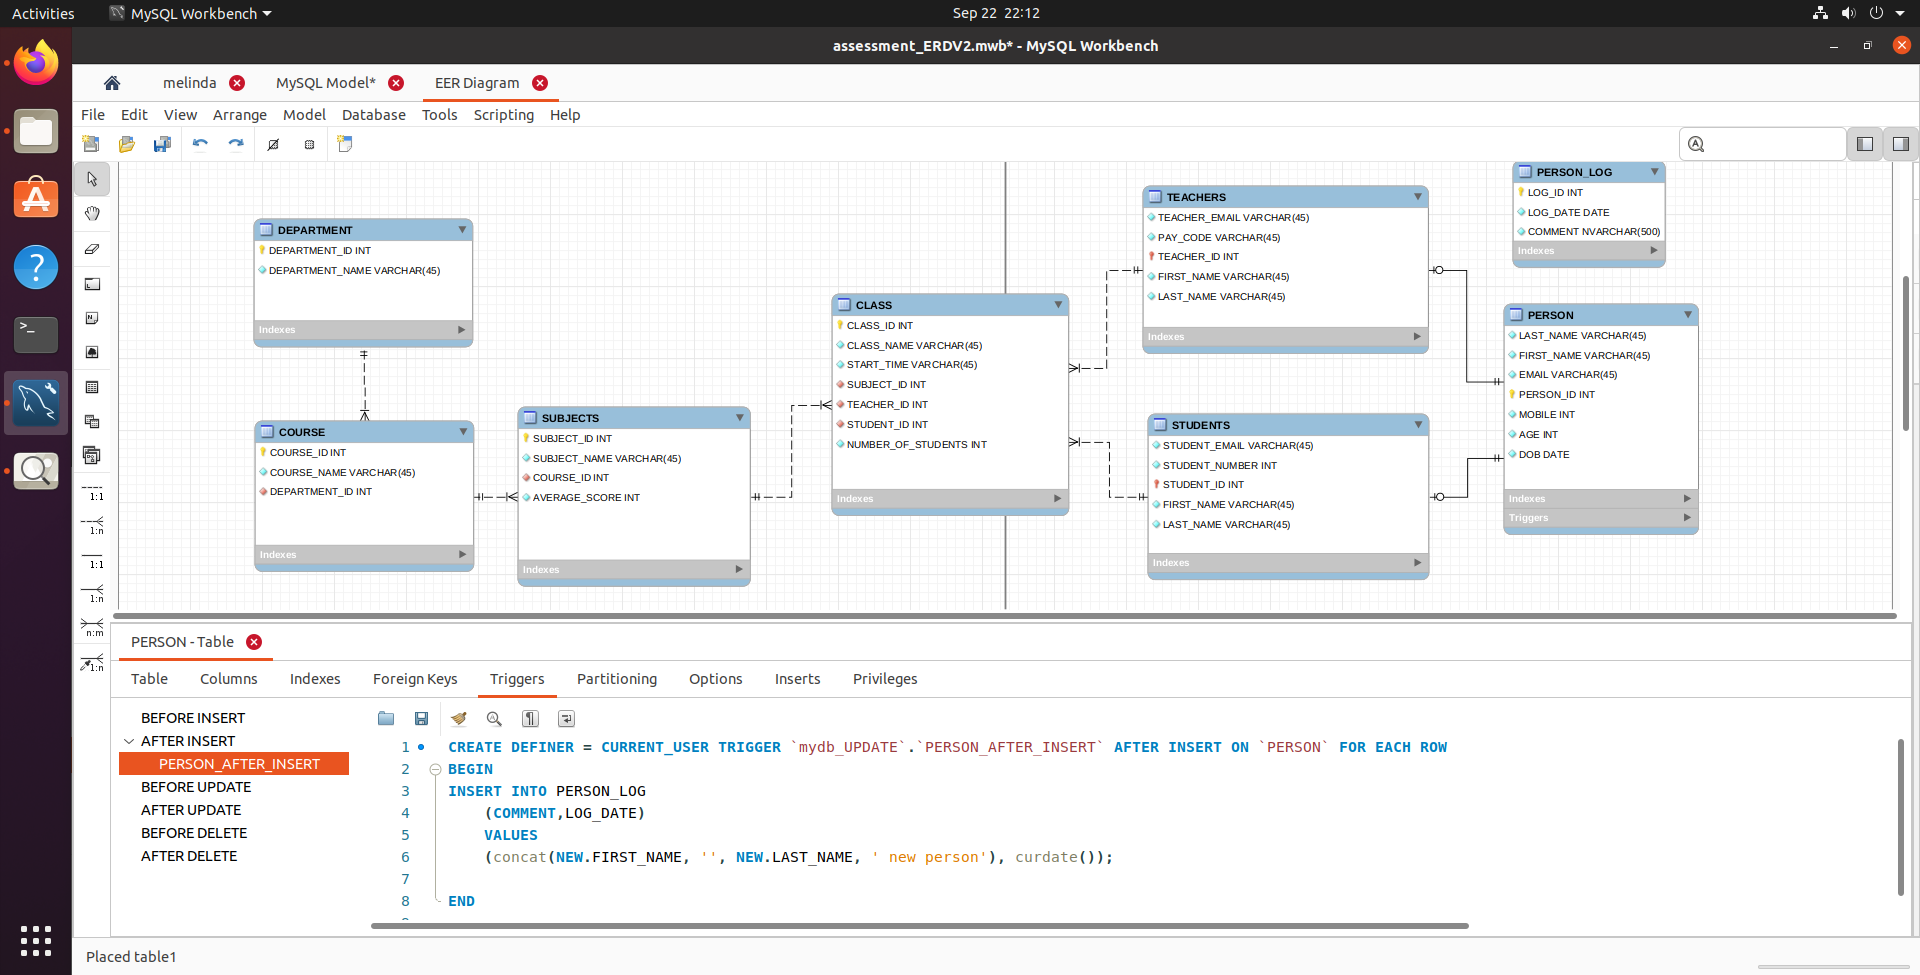 Activities
MySQL Workbench
Sep 22 22:12
assessment_ERDV2.mwb* - MySQL Workbench
melinda
MySQL Model*
EER Diagram
File Edit View Arrange Model Database Tools Scripting Help
DEPARTMENT
DEPARTMENT_ID INT
DEPARTMENT_NAME VARCHAR(45)
Indexes
COURSE
COURSE_ID INT
COURSE_NAME VARCHAR(45)
DEPARTMENT_ID INT
Indexes
SUBJECTS
SUBJECT_ID INT
SUBJECT_NAME VARCHAR(45)
COURSE_ID INT
AVERAGE_SCORE INT
Indexes
CLASS
CLASS_ID INT
CLASS_NAME VARCHAR(45)
START_TIME VARCHAR(45)
SUBJECT_ID INT
TEACHER_ID INT
STUDENT_ID INT
NUMBER_OF_STUDENTS INT
Indexes
TEACHERS
TEACHER_EMAIL VARCHAR(45)
PAY_CODE VARCHAR(45)
TEACHER_ID INT
FIRST_NAME VARCHAR(45)
LAST_NAME VARCHAR(45)
Indexes
STUDENTS
STUDENT_EMAIL VARCHAR(45)
STUDENT_NUMBER INT
STUDENT_ID INT
FIRST_NAME VARCHAR(45)
LAST_NAME VARCHAR(45)
Indexes
PERSON_LOG
LOG_ID INT
LOG_DATE DATE
COMMENT NVARCHAR(500)
Indexes
PERSON
LAST_NAME VARCHAR(45)
FIRST_NAME VARCHAR(45)
EMAIL VARCHAR(45)
PERSON_ID INT
MOBILE INT
AGE INT
DOB DATE
Indexes
Triggers
1:1
1:n
1:1
1:n
n:m
1:n
PERSON - Table
Table Columns Indexes Foreign Keys Triggers Partitioning Options Inserts Privileges
BEFORE INSERT
AFTER INSERT
PERSON_AFTER_INSERT
BEFORE UPDATE
AFTER UPDATE
BEFORE DELETE
AFTER DELETE
1 CREATE DEFINER = CURRENT_USER TRIGGER `mydb_UPDATE`.`PERSON_AFTER_INSERT` AFTER INSERT ON `PERSON` FOR EACH ROW
2 BEGIN
3 INSERT INTO PERSON_LOG
4 (COMMENT,LOG_DATE)
5 VALUES
6 (concat(NEW.FIRST_NAME, '', NEW.LAST_NAME, ' new person'), curdate());
7
8 END
Placed table1